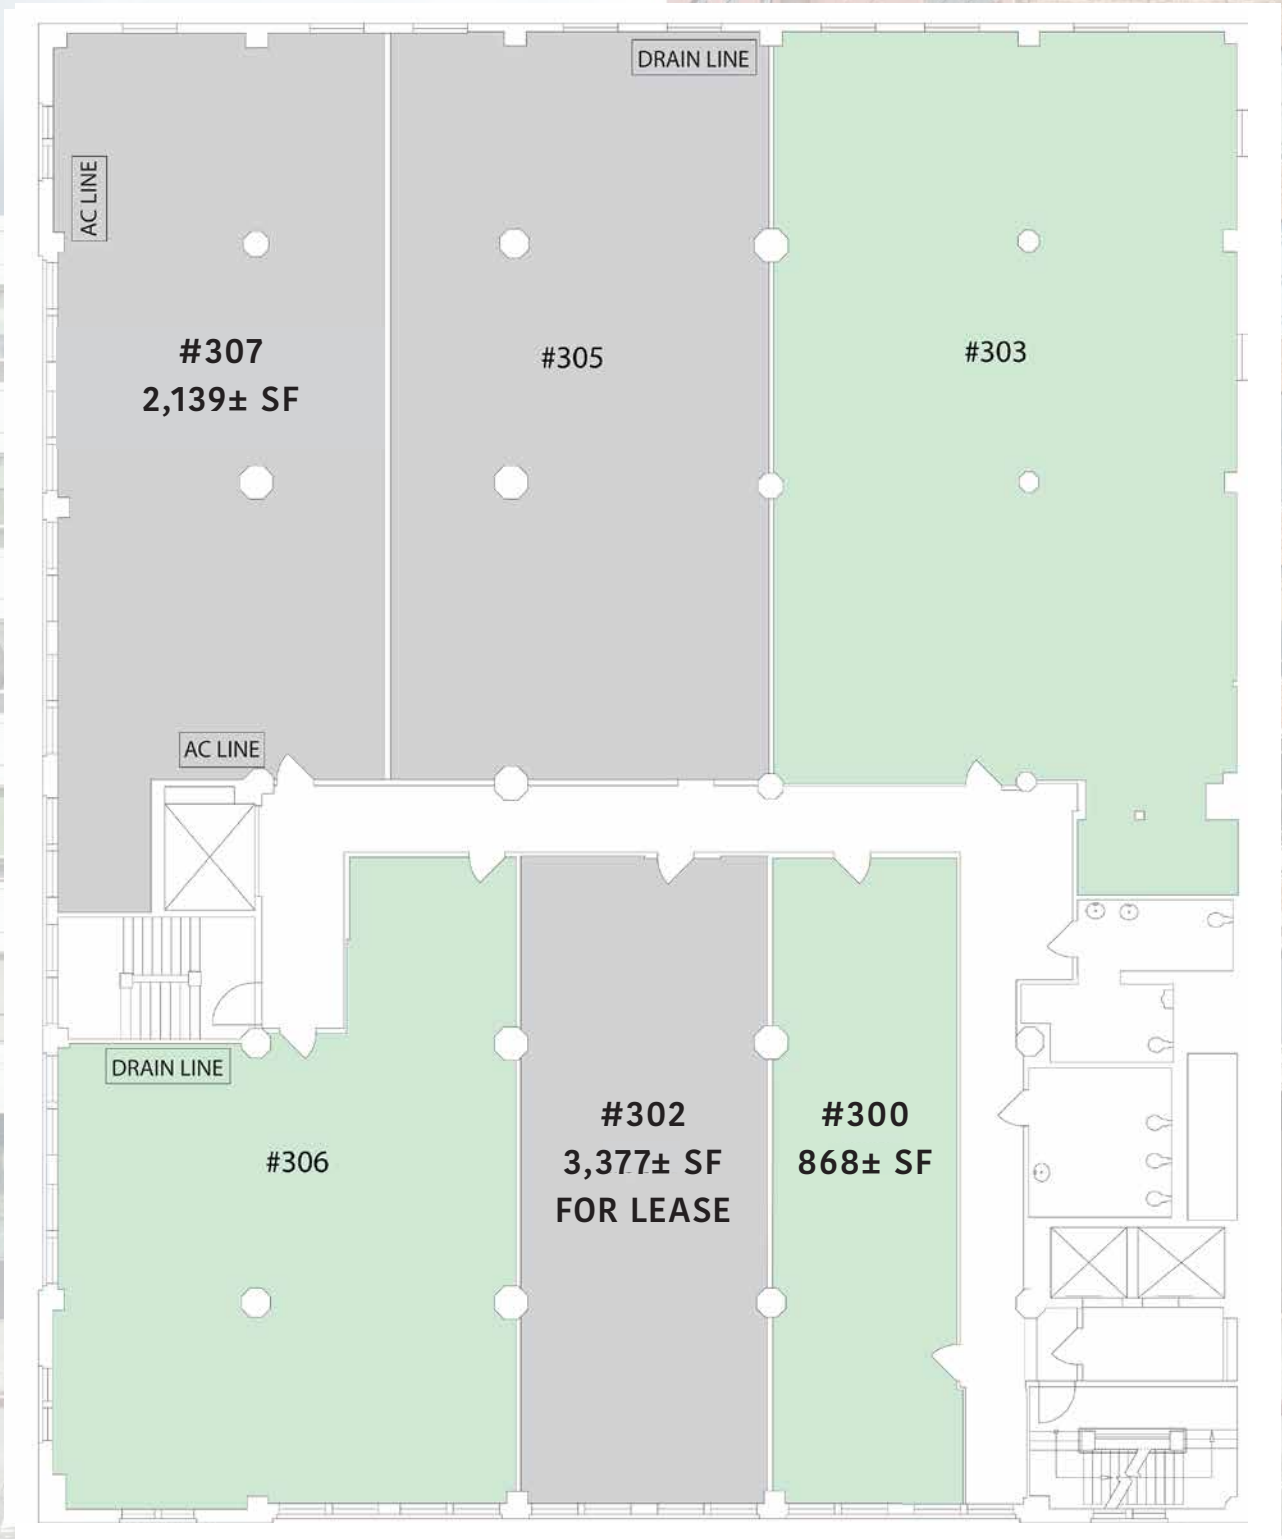 DRAIN LINE
AC LINE
#307
2,139± SF
#305
#303
AC LINE
DRAIN LINE
#306
#302
3,377± SF
FOR LEASE
#300
868± SF